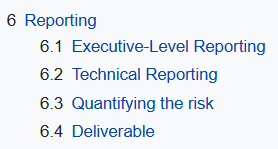 6 Reporting
6.1 Executive-Level Reporting
6.2 Technical Reporting
6.3 Quantifying the risk
6.4 Deliverable